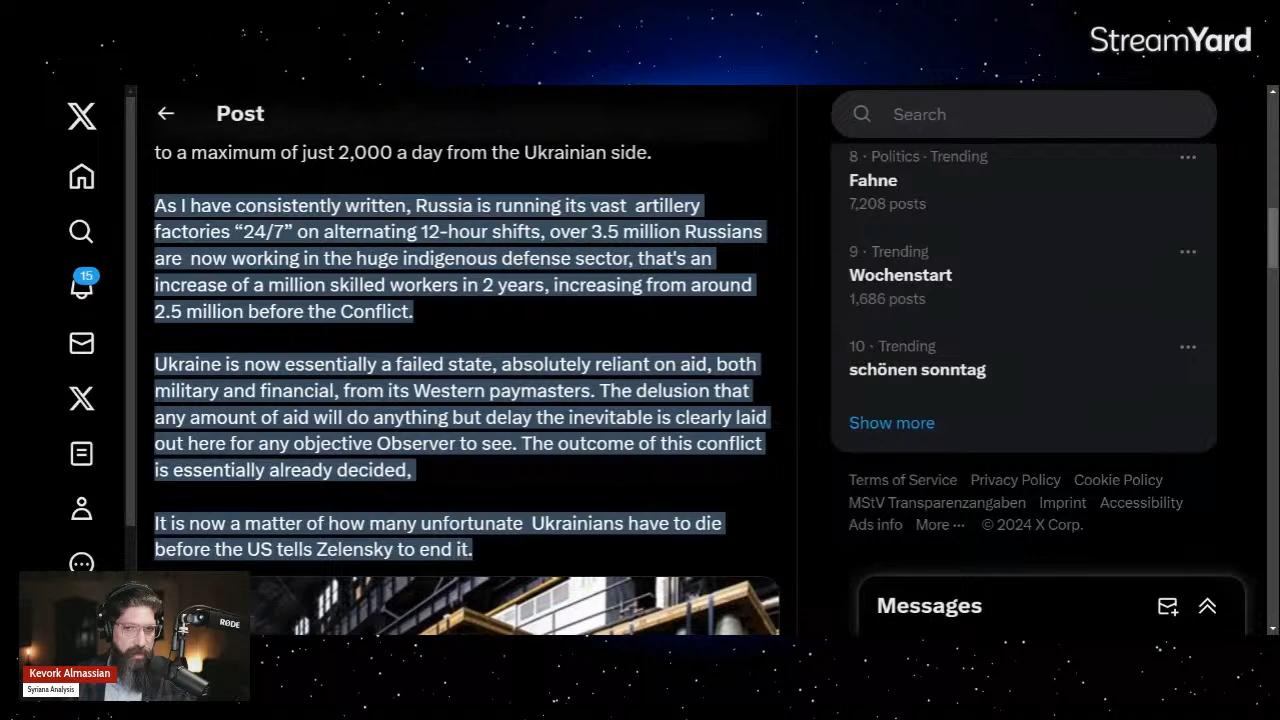 StreamYard
Post
to a maximum of just 2,000 a day from the Ukrainian side.
As I have consistently written, Russia is running its vast artillery
factories “24/7” on alternating 12-hour shifts, over 3.5 million Russians
are now working in the huge indigenous defense sector, that's an
increase of a million skilled workers in 2 years, increasing from around
2.5 million before the Conflict.
Ukraine is now essentially a failed state, absolutely reliant on aid, both
military and financial, from its Western paymasters. The delusion that
any amount of aid will do anything but delay the inevitable is clearly laid
out here for any objective Observer to see. The outcome of this conflict
is essentially already decided,
It is now a matter of how many unfortunate Ukrainians have to die
before the US tells Zelensky to end it.
15
Search
8 · Politics · Trending
Fahne
7,208 posts
9 · Trending
Wochenstart
1,686 posts
10 · Trending
schönen sonntag
Show more
Terms of Service Privacy Policy Cookie Policy
MStV Transparenzangaben Imprint Accessibility
Ads info More ··· © 2024 X Corp.
Messages
RØDE
Kevork Almassian
Syriana Analysis